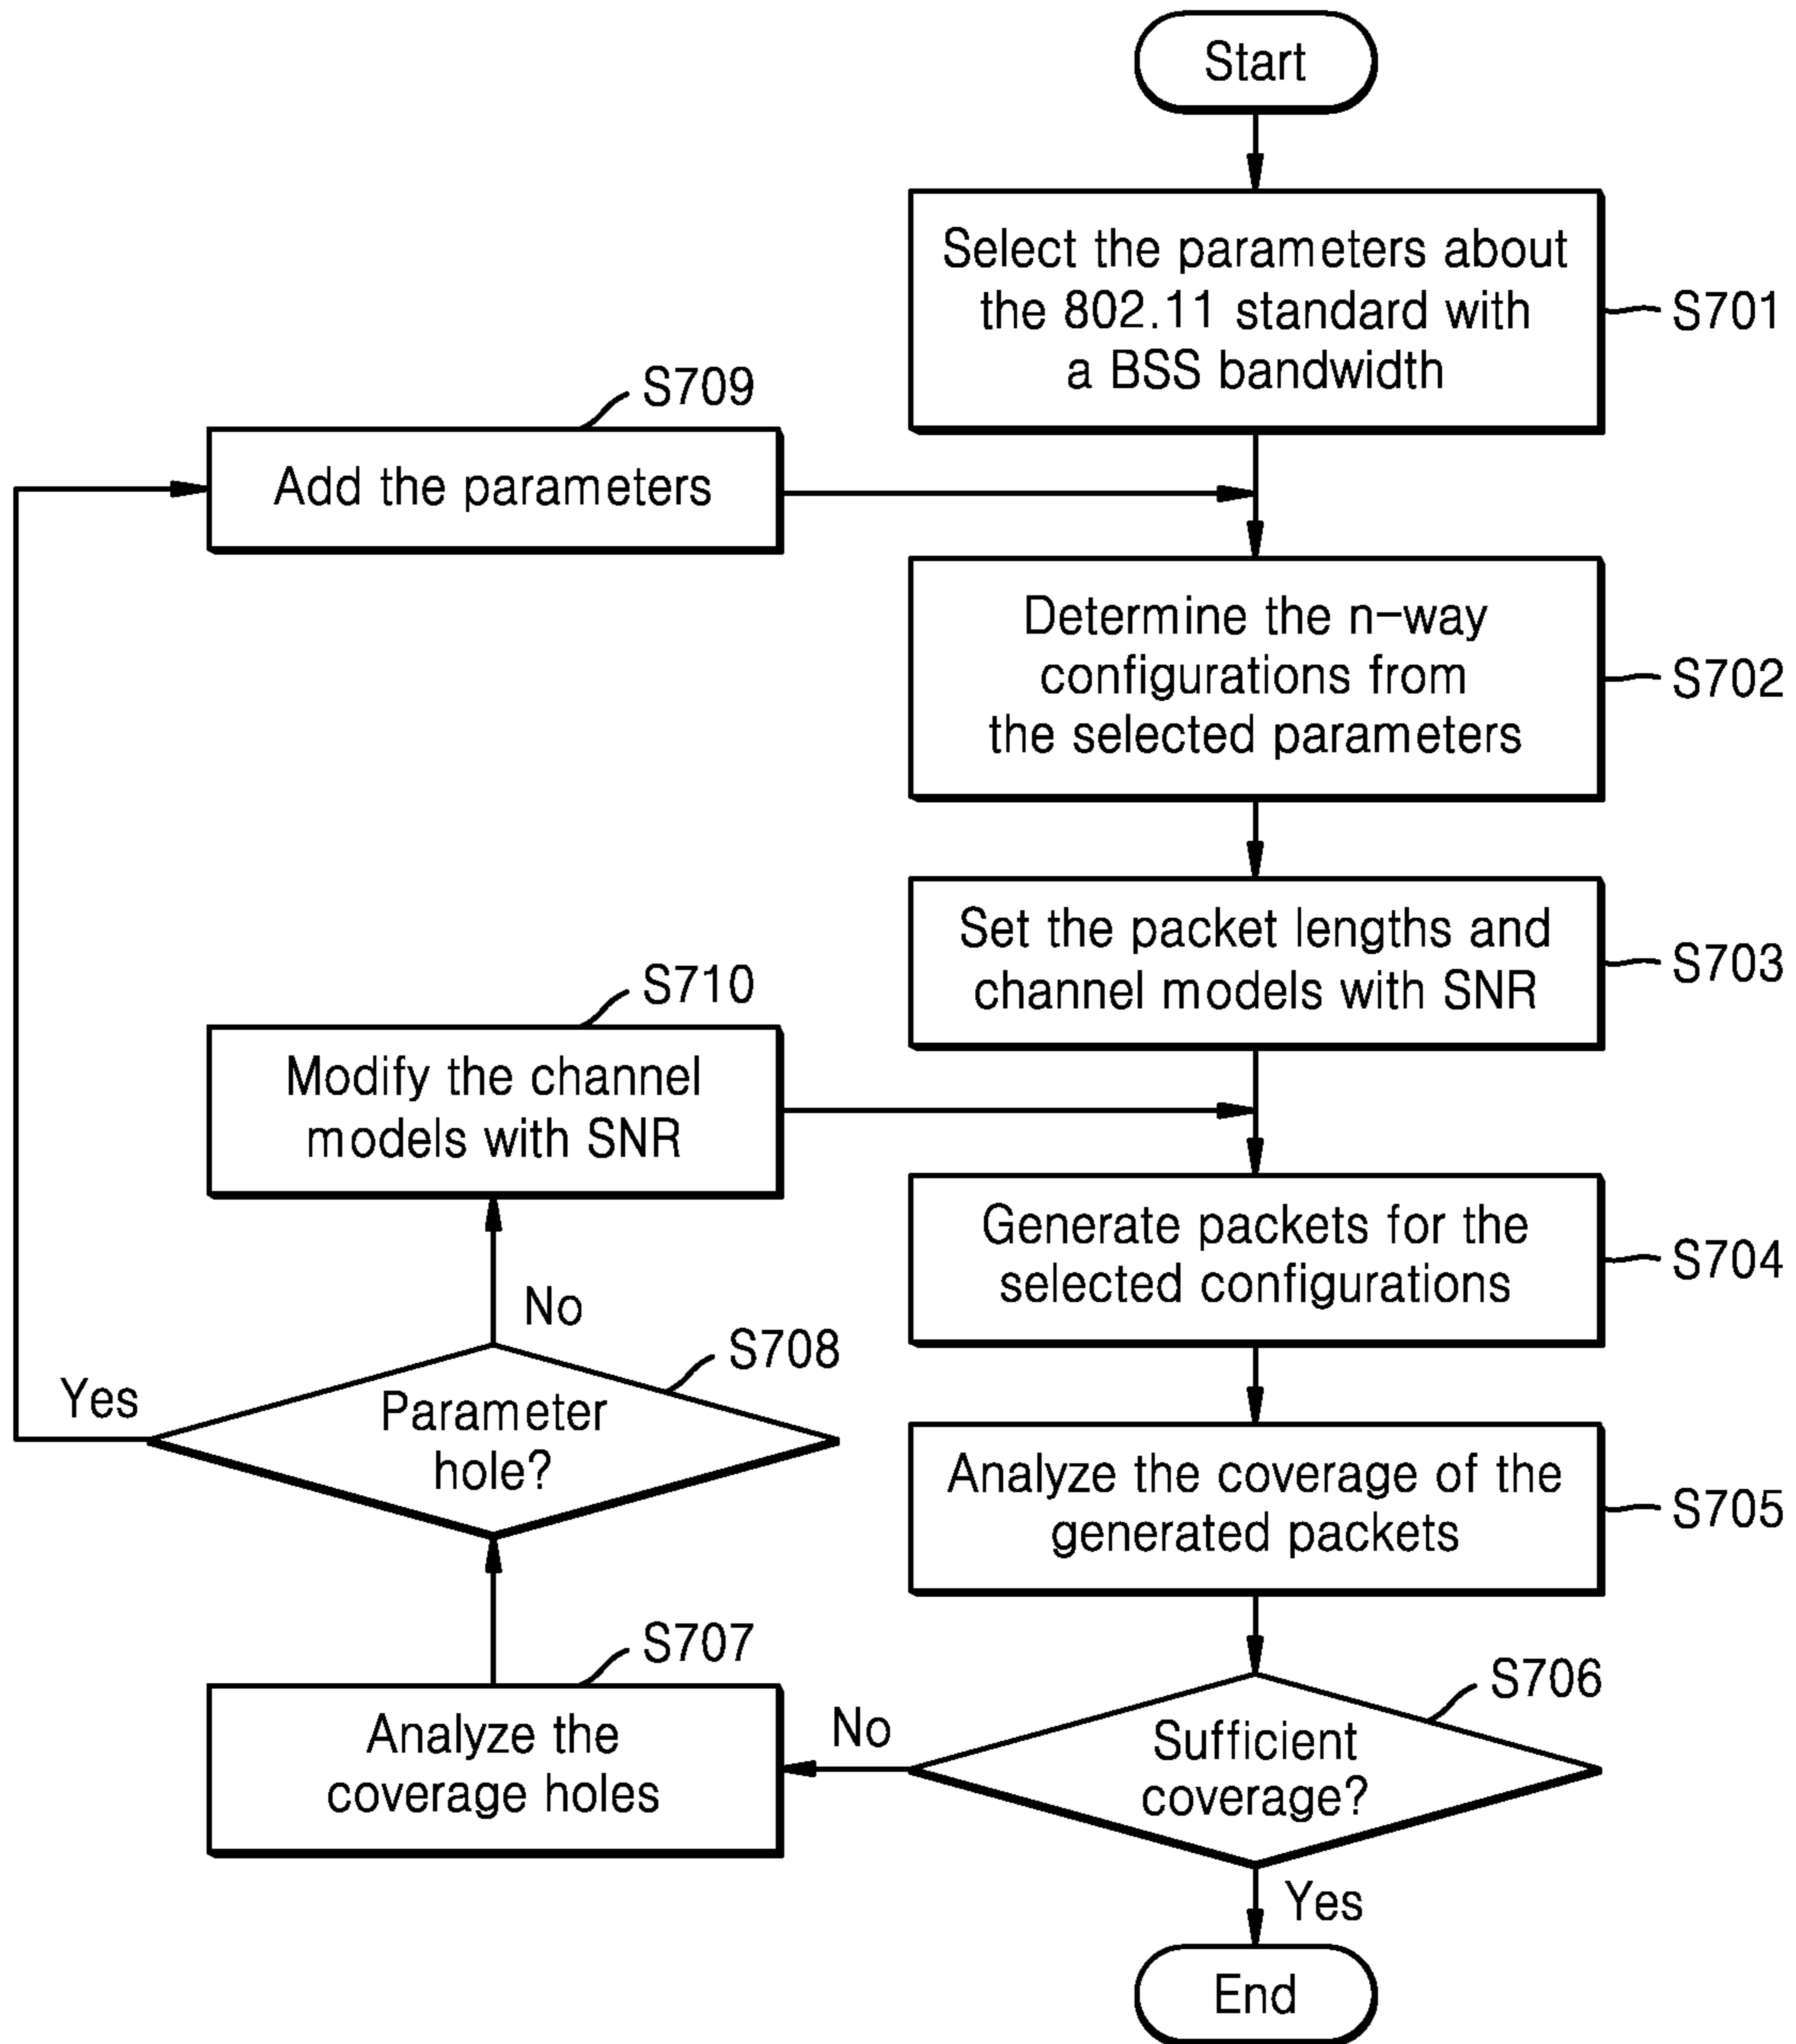 Start
Select the parameters about
the 802.11 standard with
a BSS bandwidth
S701
S709
Add the parameters
Determine the n-way
configurations from
the selected parameters
S702
Set the packet lengths and
channel models with SNR
S703
S710
Modify the channel
models with SNR
Generate packets for the
selected configurations
S704
No
S708
Yes
Parameter
hole?
Analyze the coverage of the
generated packets
S705
S707
Analyze the
coverage holes
No
S706
Sufficient
coverage?
Yes
End